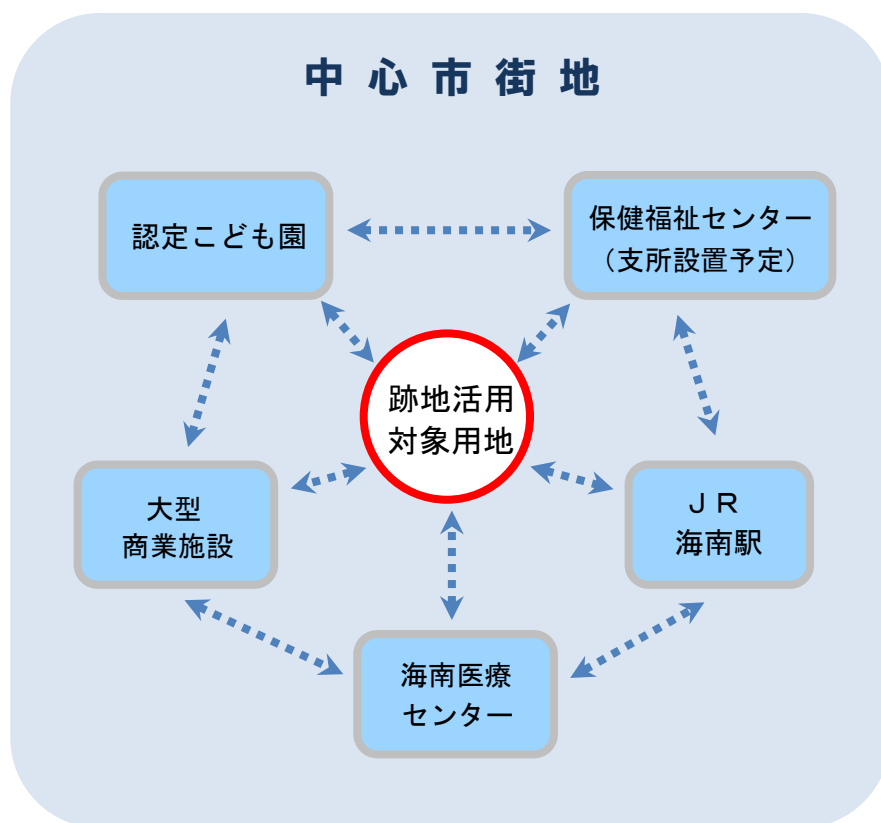 中心市街地
認定こども園
保健福祉センター
（支所設置予定）
跡地活用
対象用地
大型
商業施設
ＪＲ
海南駅
海南医療
センター